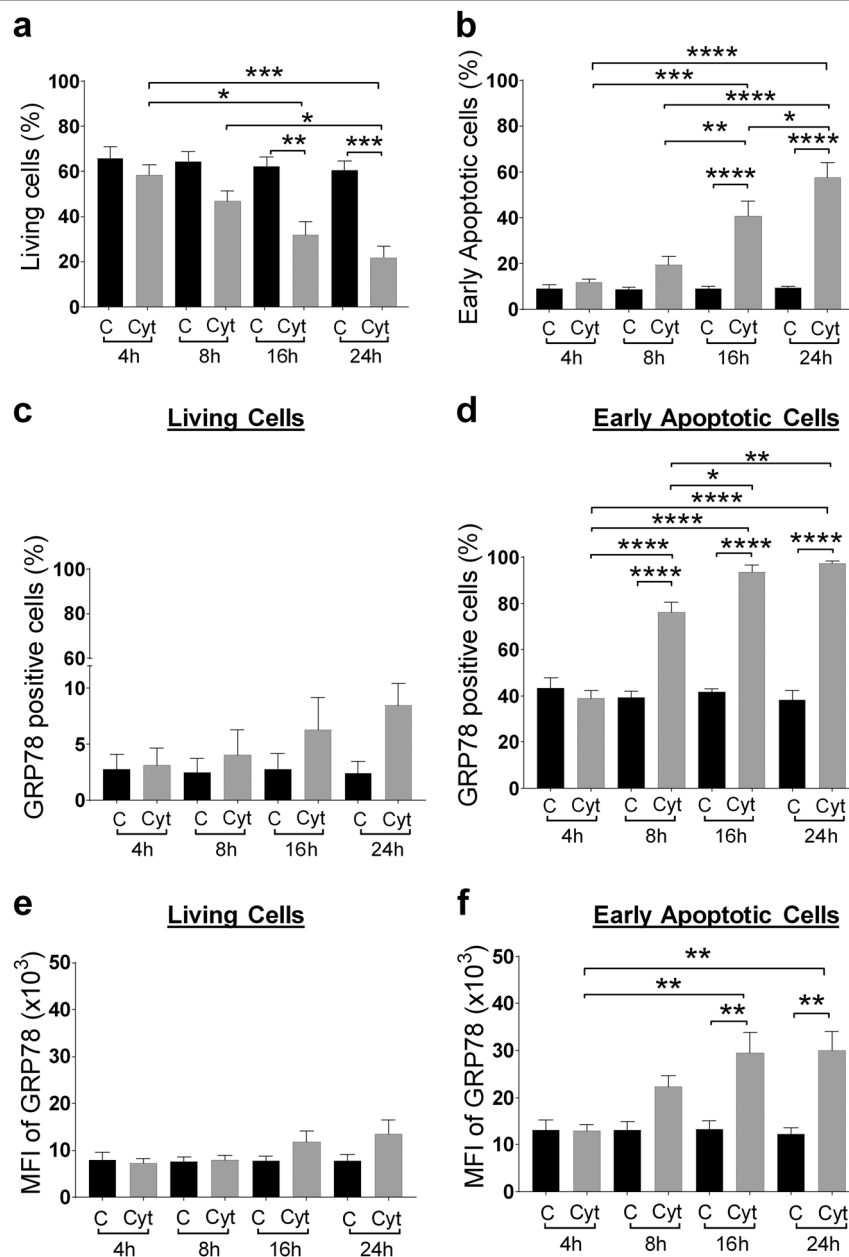 a
***
*
*
**
***
Living cells (%)
100
80
60
40
20
0
C Cyt C Cyt C Cyt C Cyt
4h 8h 16h 24h
b
****
***
****
**
*
****
****
Early Apoptotic cells (%)
100
80
60
40
20
0
C Cyt C Cyt C Cyt C Cyt
4h 8h 16h 24h
c
Living Cells
GRP78 positive cells (%)
100
80
60
10
5
0
C Cyt C Cyt C Cyt C Cyt
4h 8h 16h 24h
d
Early Apoptotic Cells
**
*
****
****
****
****
****
****
GRP78 positive cells (%)
100
80
60
40
20
0
C Cyt C Cyt C Cyt C Cyt
4h 8h 16h 24h
e
Living Cells
MFI of GRP78 (x10³)
50
40
30
20
10
0
C Cyt C Cyt C Cyt C Cyt
4h 8h 16h 24h
f
Early Apoptotic Cells
**
**
**
**
MFI of GRP78 (x10³)
50
40
30
20
10
0
C Cyt C Cyt C Cyt C Cyt
4h 8h 16h 24h